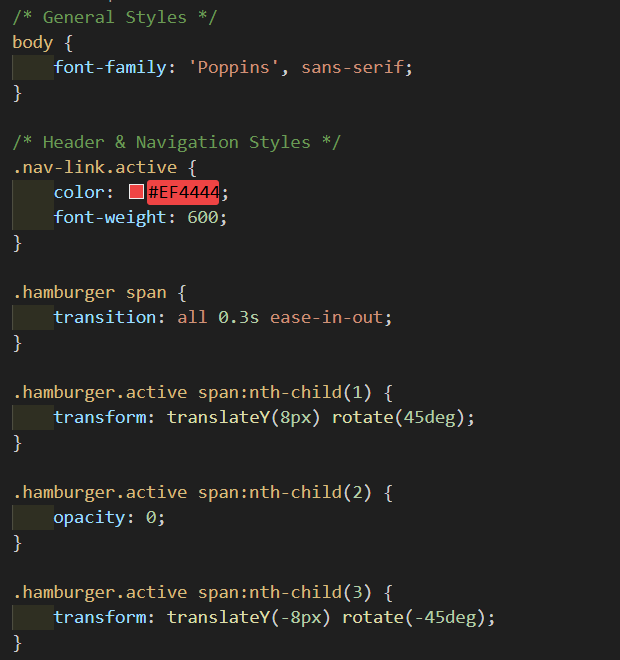 /* General Styles */
body {
    font-family: 'Poppins', sans-serif;
}

/* Header & Navigation Styles */
.nav-link.active {
    color: #EF4444;
    font-weight: 600;
}

.hamburger span {
    transition: all 0.3s ease-in-out;
}

.hamburger.active span:nth-child(1) {
    transform: translateY(8px) rotate(45deg);
}

.hamburger.active span:nth-child(2) {
    opacity: 0;
}

.hamburger.active span:nth-child(3) {
    transform: translateY(-8px) rotate(-45deg);
}